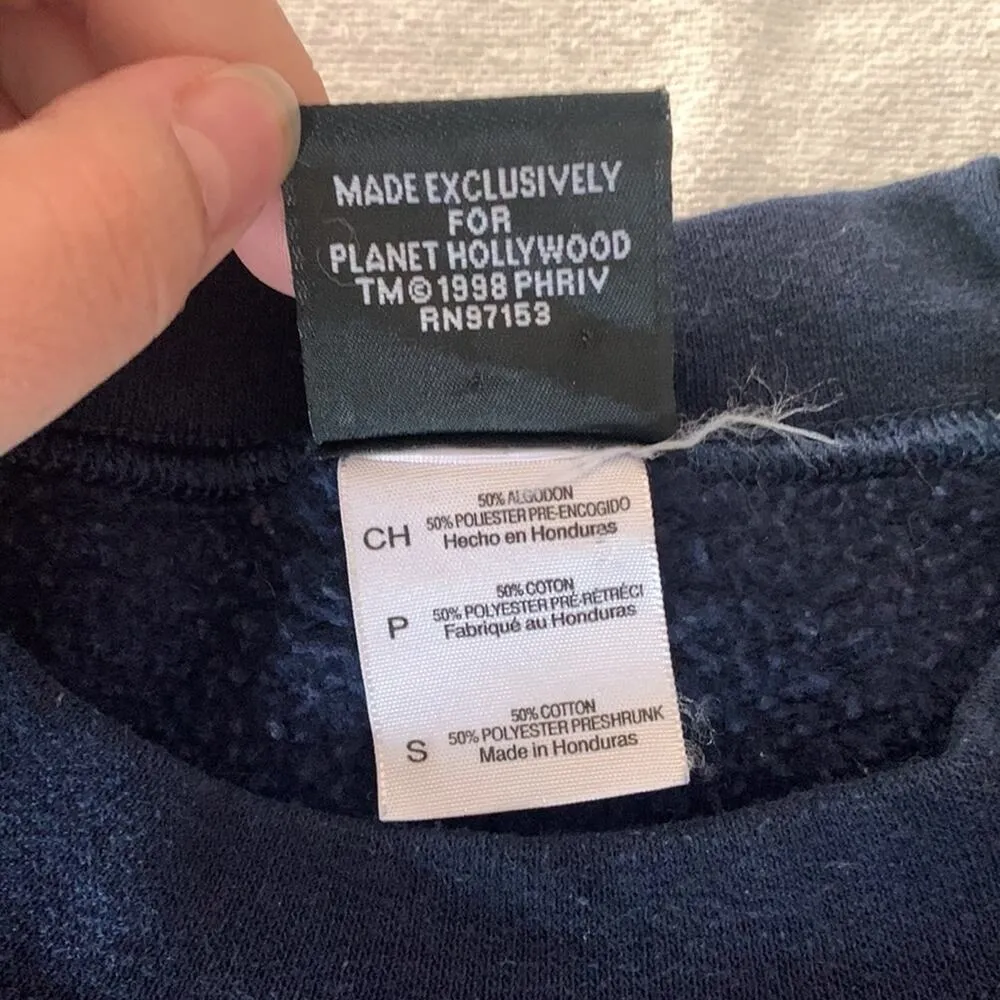 MADE EXCLUSIVELY
FOR
PLANET HOLLYWOOD
TM©1998 PHRIV
RN97153
50% ALGODON
CH 50% POLIESTER PRE-ENCOGIDO
Hecho en Honduras
50% COTON
P 50% POLYESTER PRÉ-RÉTRÉCI
Fabriqué au Honduras
50% COTTON
S 50% POLYESTER PRESHRUNK
Made in Honduras